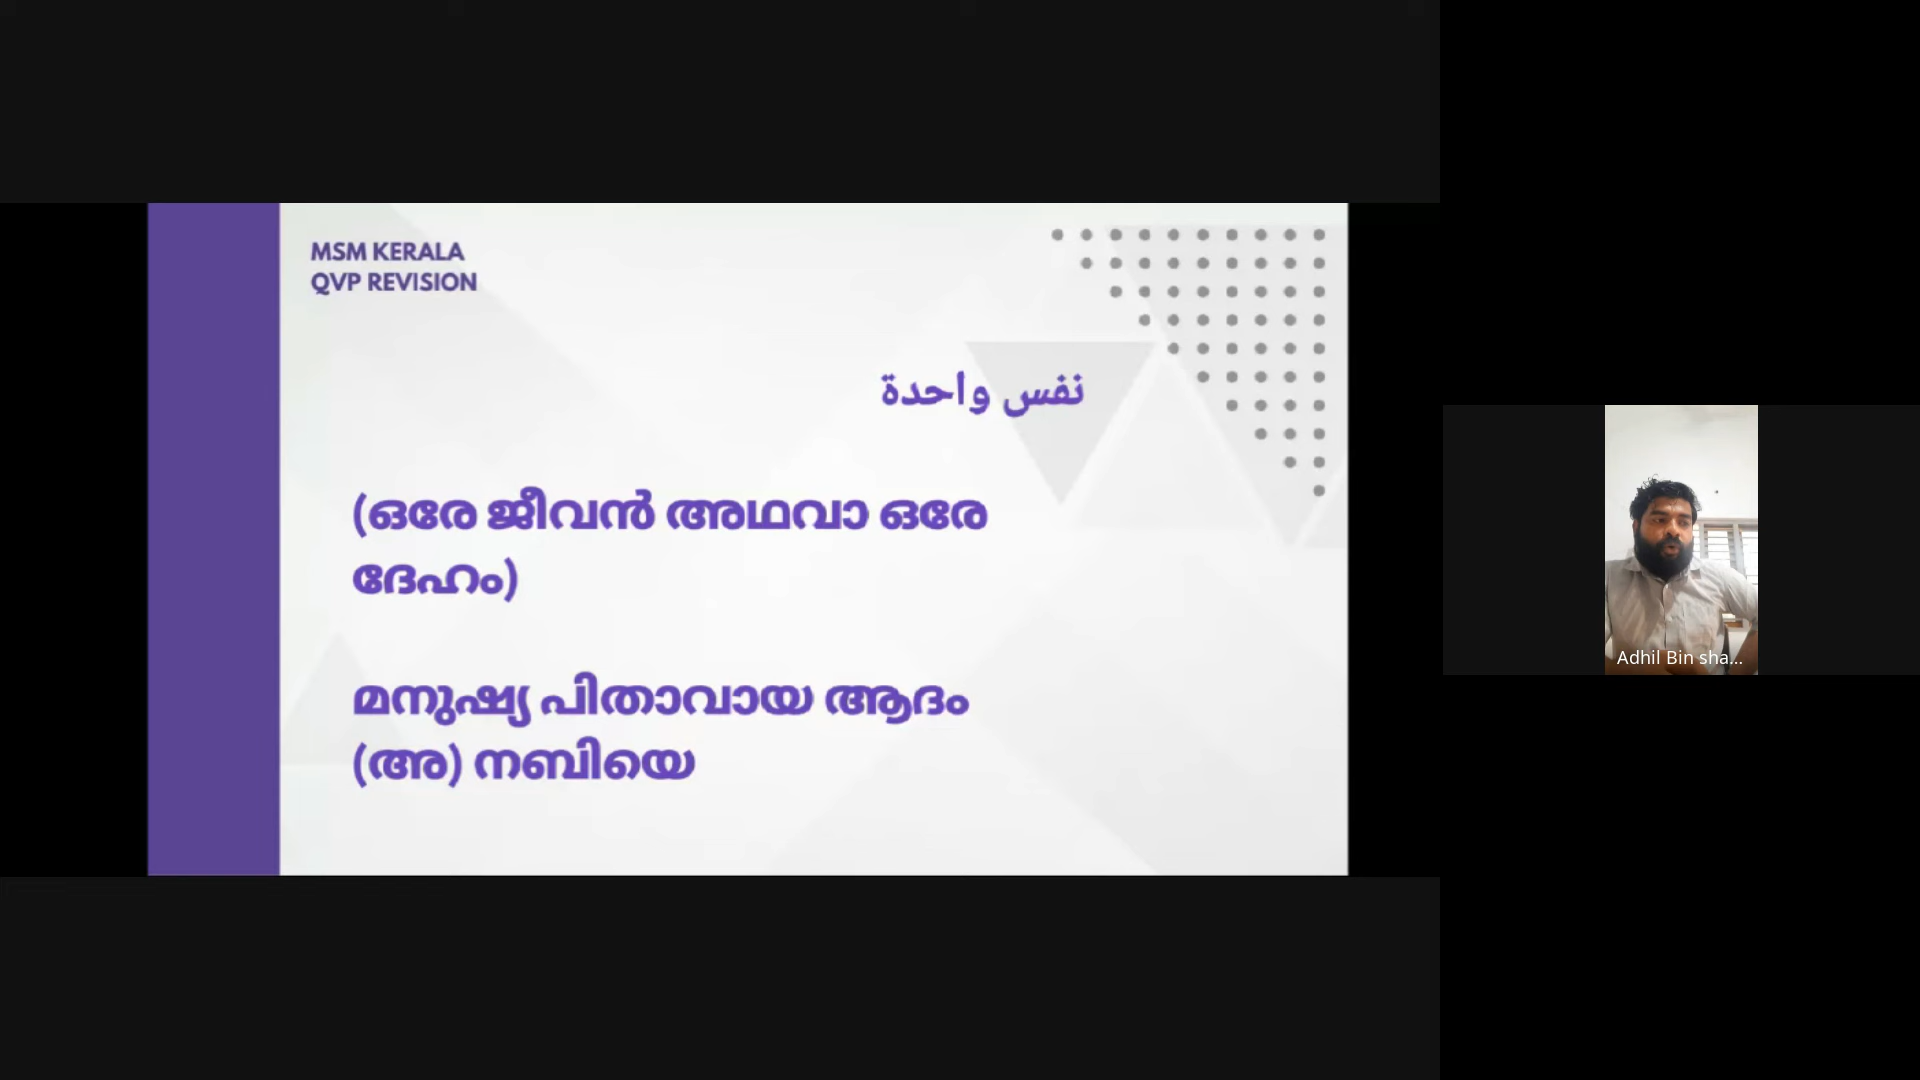 MSM KERALA
QVP REVISION
نفس واحدة
(ഒരേ ജീവൻ അഥവാ ഒരേ
ദേഹം)
മനുഷ്യ പിതാവായ ആദം
(അ) നബിയെ
Adhil Bin sha...